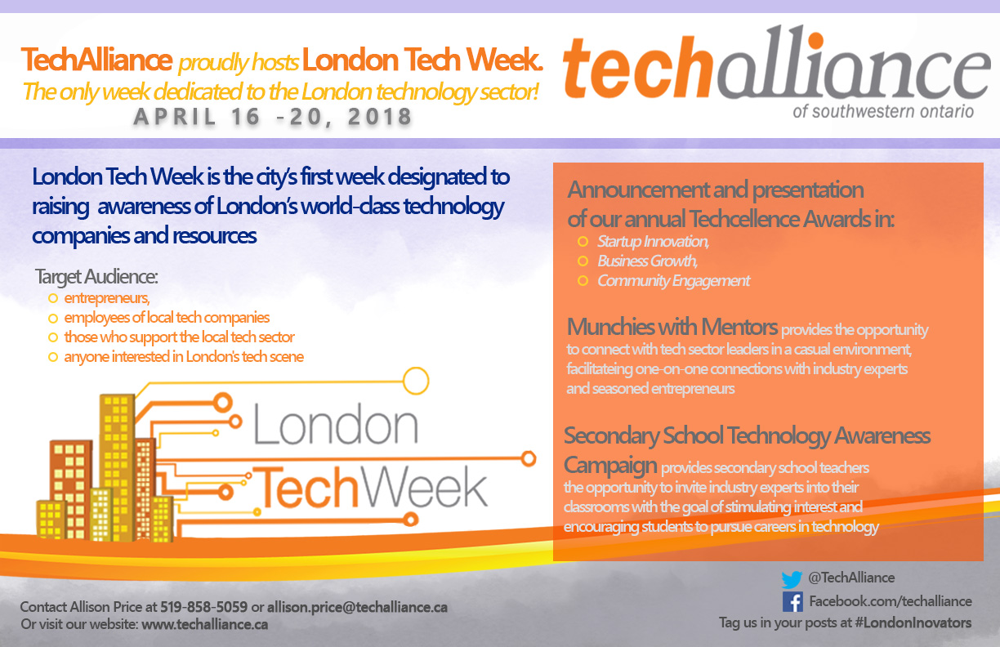 TechAlliance proudly hosts London Tech Week.
The only week dedicated to the London technology sector!
APRIL 16 -20, 2018
techalliance
of southwestern ontario
London Tech Week is the city's first week designated to
raising awareness of London's world-class technology
companies and resources
Target Audience:
entrepreneurs,
employees of local tech companies
those who support the local tech sector
anyone interested in London's tech scene
London
TechWeek
Announcement and presentation
of our annual Techcellence Awards in:
Startup Innovation,
Business Growth,
Community Engagement
Munchies with Mentors provides the opportunity
to connect with tech sector leaders in a casual environment,
facilitateing one-on-one connections with industry experts
and seasoned entrepreneurs
Secondary School Technology Awareness
Campaign provides secondary school teachers
the opportunity to invite industry experts into their
classrooms with the goal of stimulating interest and
encouraging students to pursue careers in technology
Contact Allison Price at 519-858-5059 or allison.price@techalliance.ca
Or visit our website: www.techalliance.ca
@TechAlliance
Facebook.com/techalliance
Tag us in your posts at #LondonInovators